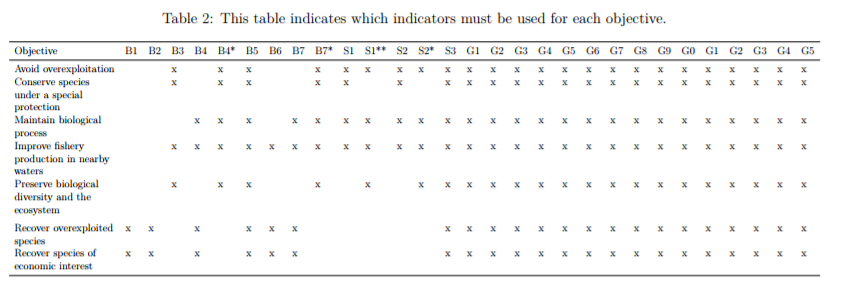 Table 2: This table indicates which indicators must be used for each objective.
Objective B1 B2 B3 B4 B4* B5 B6 B7 B7* S1 S1** S2 S2* S3 G1 G2 G3 G4 G5 G6 G7 G8 G9 G0 G1 G2 G3 G4 G5
Avoid overexploitation x x x x x x x x x x x x x x x x x x x x x x x x
Conserve species x x x x x x x x x x x x x x x x x x x x x x
under a special
protection
Maintain biological x x x x x x x x x x x x x x x x x x x x x x x x x
process
Improve fishery x x x x x x x x x x x x x x x x x x x x x x x x x x x
production in nearby
waters
Preserve biological x x x x x x x x x x x x x x x x x x x x x x
diversity and the
ecosystem
Recover overexploited x x x x x x x x x x x x x x x x x x x x x x
species
Recover species of x x x x x x x x x x x x x x x x x x x x x x
economic interest